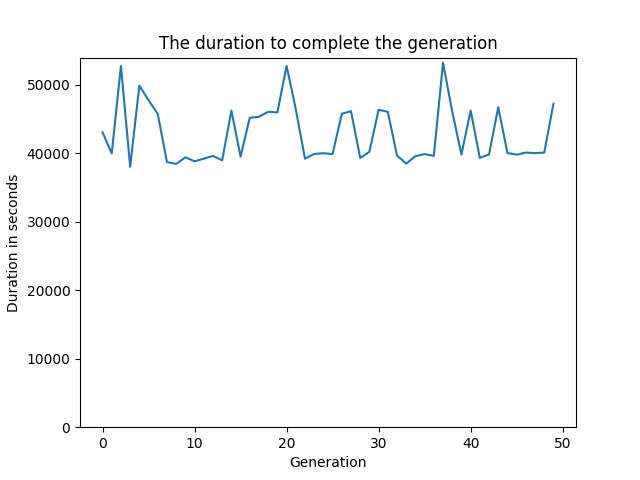 The duration to complete the generation
50000
40000
30000
20000
10000
0
Duration in seconds
0 10 20 30 40 50
Generation